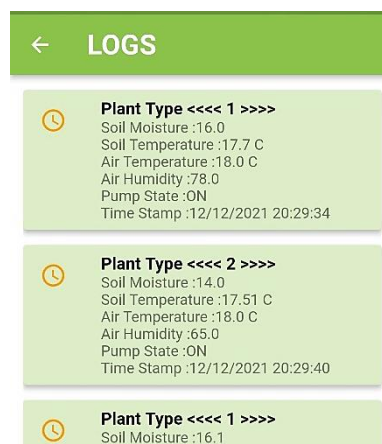 LOGS
Plant Type <<<< 1 >>>>
Soil Moisture :16.0
Soil Temperature :17.7 C
Air Temperature :18.0 C
Air Humidity :78.0
Pump State :ON
Time Stamp :12/12/2021 20:29:34
Plant Type <<<< 2 >>>>
Soil Moisture :14.0
Soil Temperature :17.51 C
Air Temperature :18.0 C
Air Humidity :65.0
Pump State :ON
Time Stamp :12/12/2021 20:29:40
Plant Type <<<< 1 >>>>
Soil Moisture :16.1